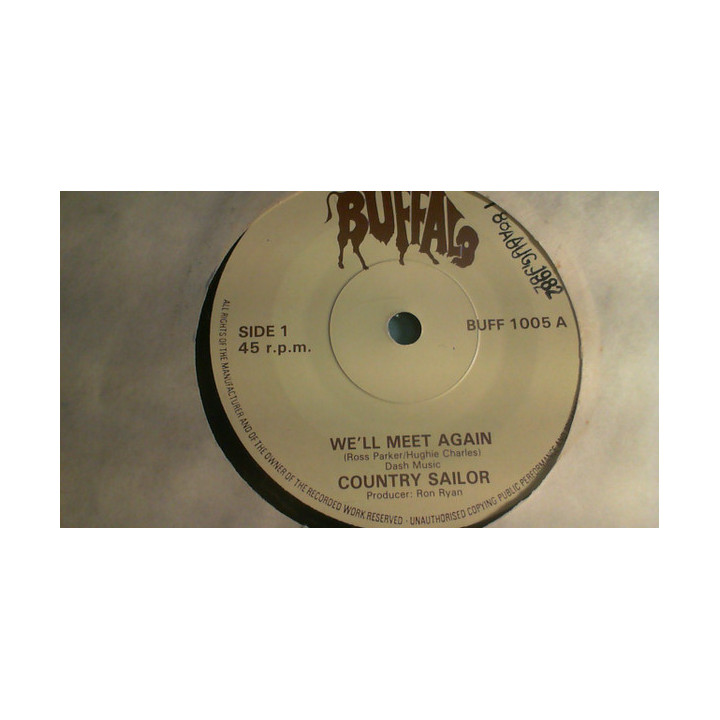 BUFFALO
AUG 1982
SIDE 1
45 r.p.m.
BUFF 1005 A
WE'LL MEET AGAIN
(Ross Parker/Hughie Charles)
Dash Music
COUNTRY SAILOR
Producer: Ron Ryan
ALL RIGHTS OF THE MANUFACTURER AND OF THE OWNER OF THE RECORDED WORK RESERVED · UNAUTHORISED COPYING PUBLIC PERFORMANCE